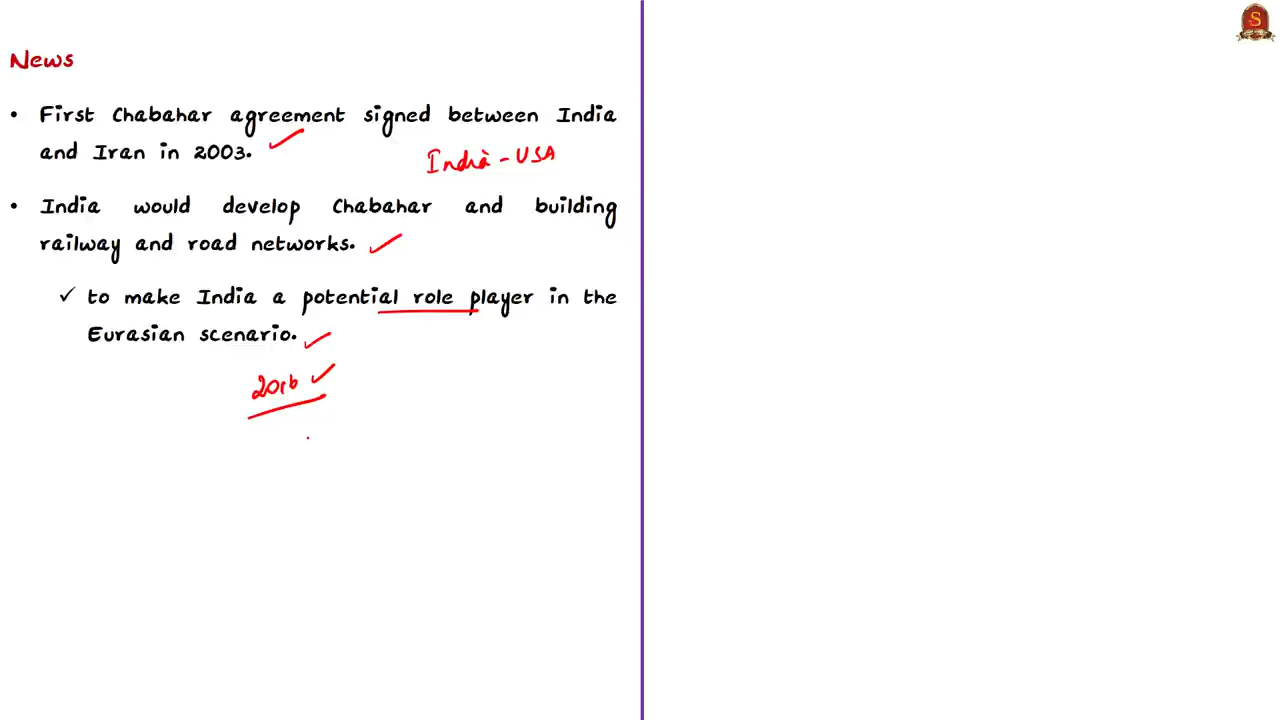 News
• First Chabahar agreement signed between India
and Iran in 2003.
India - USA
• India would develop Chabahar and building
railway and road networks.
✓ to make India a potential role player in the
Eurasian scenario.
2016
S